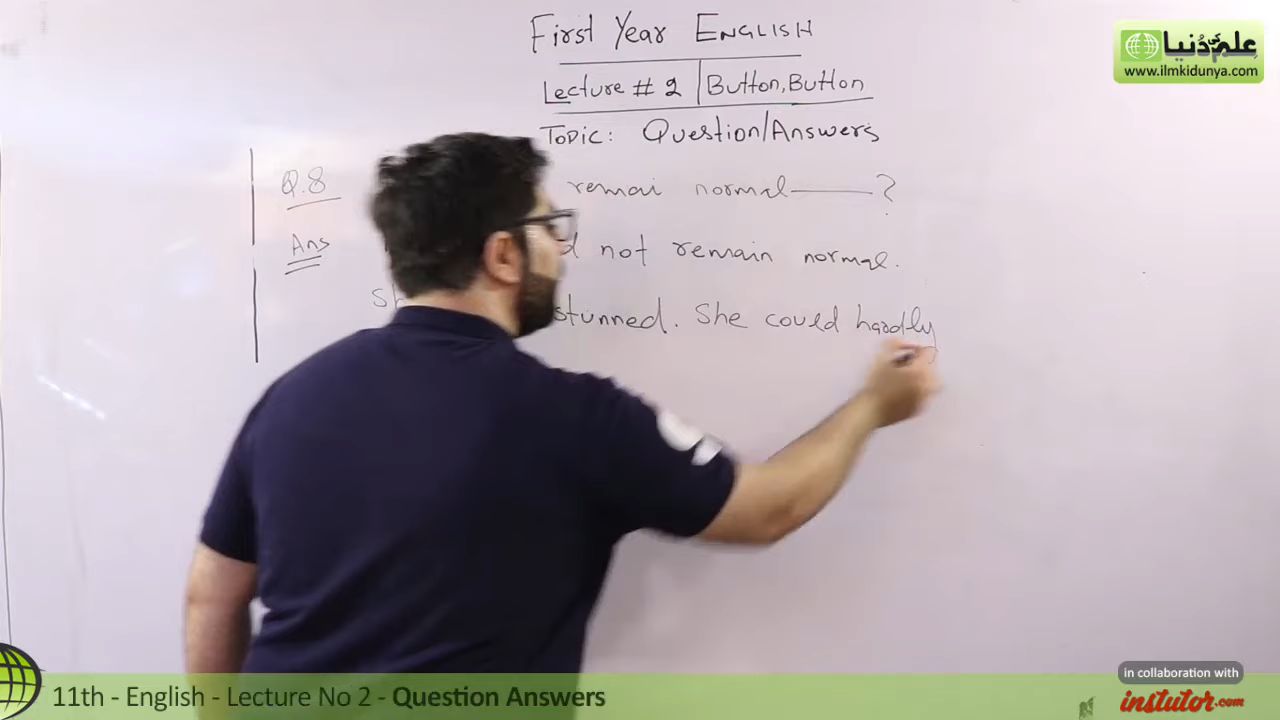 First Year ENGLISH
Lecture # 2 | Button, Button
TOPIC: Question/Answers
Q.8 remai normal ?
Ans not remain normal.
stunned. She could hardly
علم کی دُنیا
www.ilmkidunya.com
11th - English - Lecture No 2 - Question Answers
in collaboration with
instutor.com